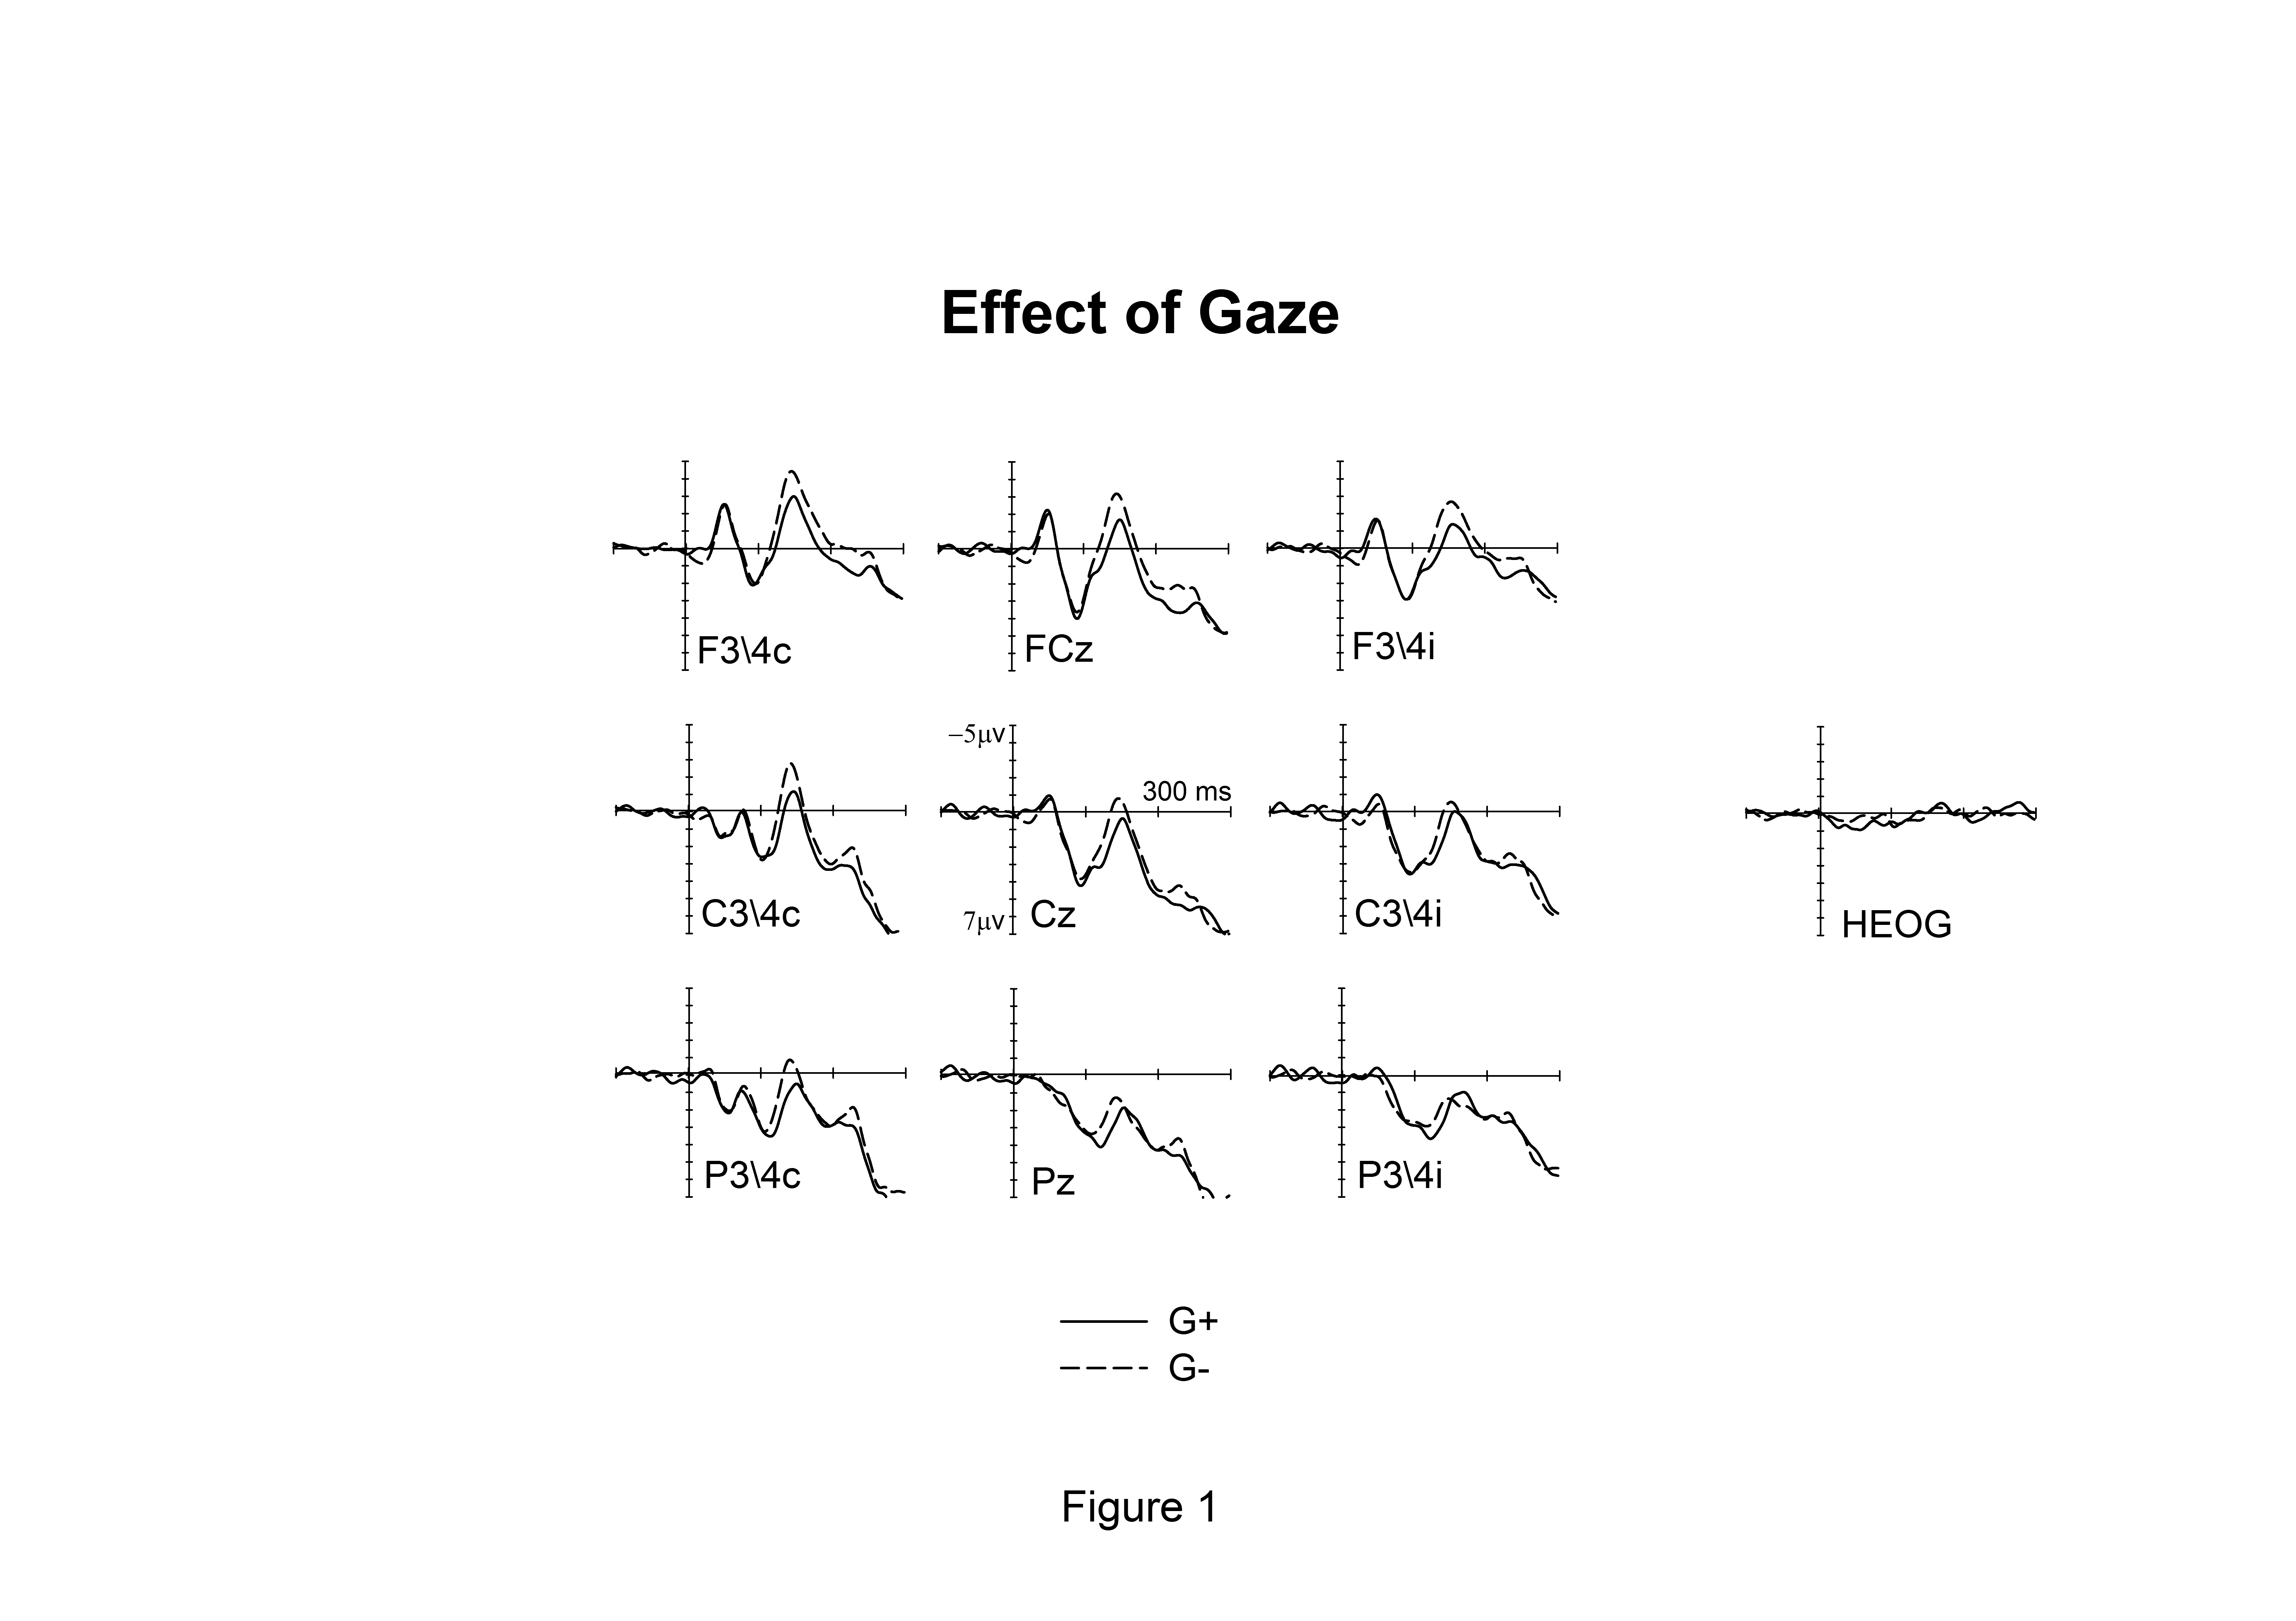 Effect of Gaze
F3\4c
FCz
F3\4i
−5μv
300 ms
C3\4c
7μv
Cz
C3\4i
HEOG
P3\4c
Pz
P3\4i
G+
G-
Figure 1